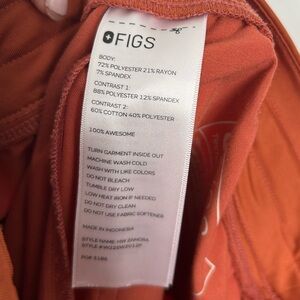 FIGS
BODY:
72% POLYESTER 21% RAYON
7% SPANDEX
CONTRAST 1:
88% POLYESTER 12% SPANDEX
CONTRAST 2:
60% COTTON 40% POLYESTER
100% AWESOME
TURN GARMENT INSIDE OUT
MACHINE WASH COLD
WASH WITH LIKE COLORS
DO NOT BLEACH
TUMBLE DRY LOW
LOW HEAT IRON IF NEEDED
DO NOT DRY CLEAN
DO NOT USE FABRIC SOFTENER
MADE IN INDONESIA
STYLE NAME: HW ZAMORA
STYLE